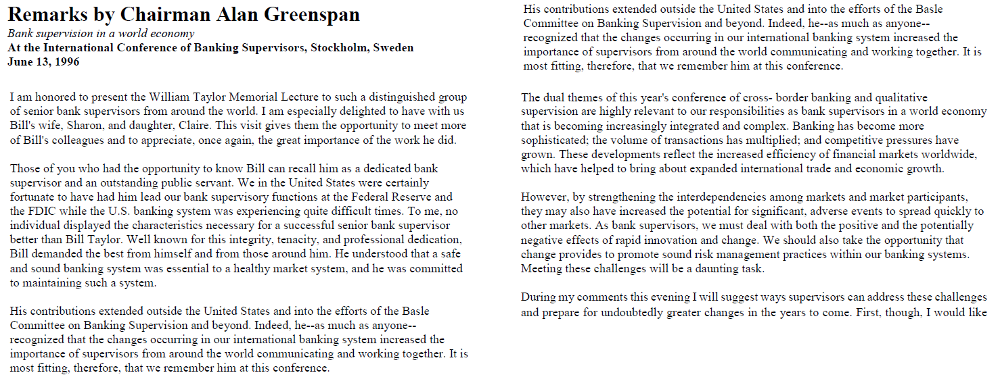 Remarks by Chairman Alan Greenspan
Bank supervision in a world economy
At the International Conference of Banking Supervisors, Stockholm, Sweden
June 13, 1996
I am honored to present the William Taylor Memorial Lecture to such a distinguished group
of senior bank supervisors from around the world. I am especially delighted to have with us
Bill's wife, Sharon, and daughter, Claire. This visit gives them the opportunity to meet more
of Bill's colleagues and to appreciate, once again, the great importance of the work he did.
Those of you who had the opportunity to know Bill can recall him as a dedicated bank
supervisor and an outstanding public servant. We in the United States were certainly
fortunate to have had him lead our bank supervisory functions at the Federal Reserve and
the FDIC while the U.S. banking system was experiencing quite difficult times. To me, no
individual displayed the characteristics necessary for a successful senior bank supervisor
better than Bill Taylor. Well known for this integrity, tenacity, and professional dedication,
Bill demanded the best from himself and from those around him. He understood that a safe
and sound banking system was essential to a healthy market system, and he was committed
to maintaining such a system.
His contributions extended outside the United States and into the efforts of the Basle
Committee on Banking Supervision and beyond. Indeed, he--as much as anyone--
recognized that the changes occurring in our international banking system increased the
importance of supervisors from around the world communicating and working together. It is
most fitting, therefore, that we remember him at this conference.
His contributions extended outside the United States and into the efforts of the Basle
Committee on Banking Supervision and beyond. Indeed, he--as much as anyone--
recognized that the changes occurring in our international banking system increased the
importance of supervisors from around the world communicating and working together. It is
most fitting, therefore, that we remember him at this conference.
The dual themes of this year's conference of cross- border banking and qualitative
supervision are highly relevant to our responsibilities as bank supervisors in a world economy
that is becoming increasingly integrated and complex. Banking has become more
sophisticated; the volume of transactions has multiplied; and competitive pressures have
grown. These developments reflect the increased efficiency of financial markets worldwide,
which have helped to bring about expanded international trade and economic growth.
However, by strengthening the interdependencies among markets and market participants,
they may also have increased the potential for significant, adverse events to spread quickly to
other markets. As bank supervisors, we must deal with both the positive and the potentially
negative effects of rapid innovation and change. We should also take the opportunity that
change provides to promote sound risk management practices within our banking systems.
Meeting these challenges will be a daunting task.
During my comments this evening I will suggest ways supervisors can address these challenges
and prepare for undoubtedly greater changes in the years to come. First, though, I would like